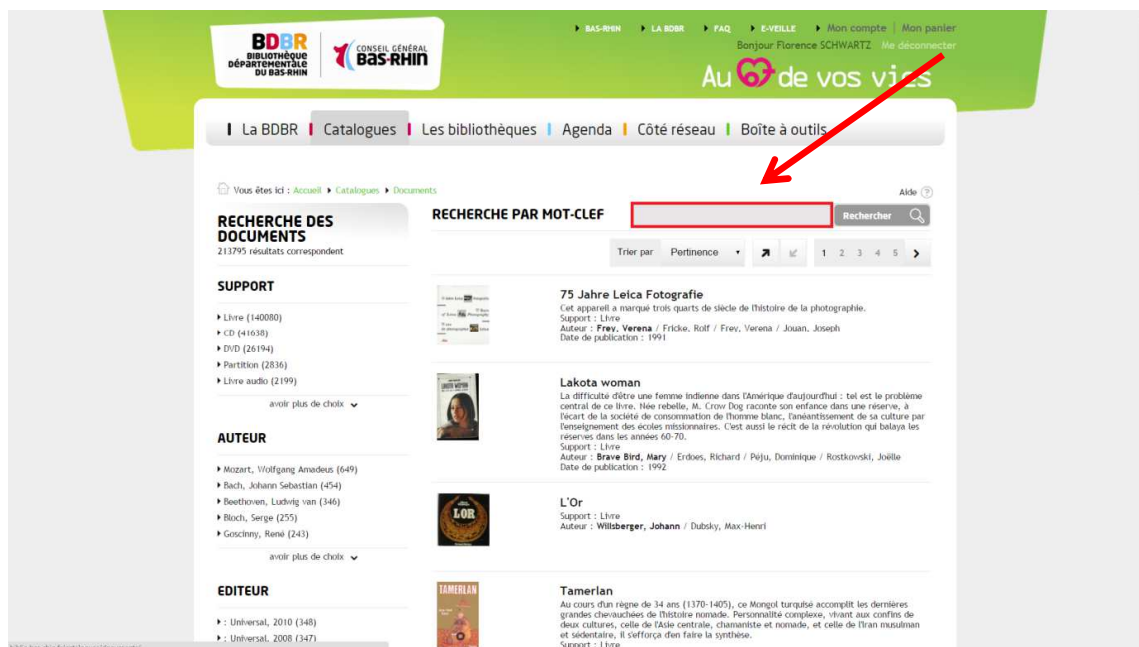 BAS-RHIN LA BDBR FAQ E-VEILLE Mon compte | Mon panier
Bonjour Florence SCHWARTZ Me déconnecter
BDBR
BIBLIOTHÈQUE
DÉPARTEMENTALE
DU BAS-RHIN
CONSEIL GÉNÉRAL
BAS-RHIN
Au 67 de vos vies
La BDBR Catalogues Les bibliothèques Agenda Côté réseau Boîte à outils
Vous êtes ici : Accueil Catalogues Documents
Aide ?
RECHERCHE DES
DOCUMENTS
213795 résultats correspondent
SUPPORT
Livre (140080)
CD (41638)
DVD (26194)
Partition (2836)
Livre audio (2199)
avoir plus de choix
AUTEUR
Mozart, Wolfgang Amadeus (649)
Bach, Johann Sebastian (454)
Beethoven, Ludwig van (346)
Bloch, Serge (255)
Goscinny, René (243)
avoir plus de choix
EDITEUR
: Universal, 2010 (348)
: Universal, 2008 (347)
RECHERCHE PAR MOT-CLEF
Rechercher
Trier par Pertinence 1 2 3 4 5
75 Jahre Leica Fotografie
Cet appareil a marqué trois quarts de siècle de l'histoire de la photographie.
Support : Livre
Auteur : Frey, Verena / Fricke, Rolf / Frey, Verena / Jouan, Joseph
Date de publication : 1991
LAKOTA WOMAN
Lakota woman
La difficulté d'être une femme indienne dans l'Amérique d'aujourd'hui : tel est le problème
central de ce livre. Née rebelle, M. Crow Dog raconte son enfance dans une réserve, à
l'écart de la société de consommation de l'homme blanc, l'anéantissement de sa culture par
l'enseignement des écoles missionnaires. C'est aussi le récit de la révolution qui balaya les
réserves dans les années 60-70.
Support : Livre
Auteur : Brave Bird, Mary / Erdoes, Richard / Péju, Dominique / Rostkowski, Joëlle
Date de publication : 1992
LOR
L'Or
Support : Livre
Auteur : Willsberger, Johann / Dubsky, Max-Henri
TAMERLAN
Tamerlan
Au cours d'un règne de 34 ans (1370-1405), ce Mongol turquisé accomplit les dernières
grandes chevauchées de l'histoire nomade. Personnalité complexe, vivant aux confins de
deux cultures, celle de l'Asie centrale, chamaniste et nomade, et celle de l'Iran musulman
et sédentaire, il s'efforça d'en faire la synthèse.
Support : Livre